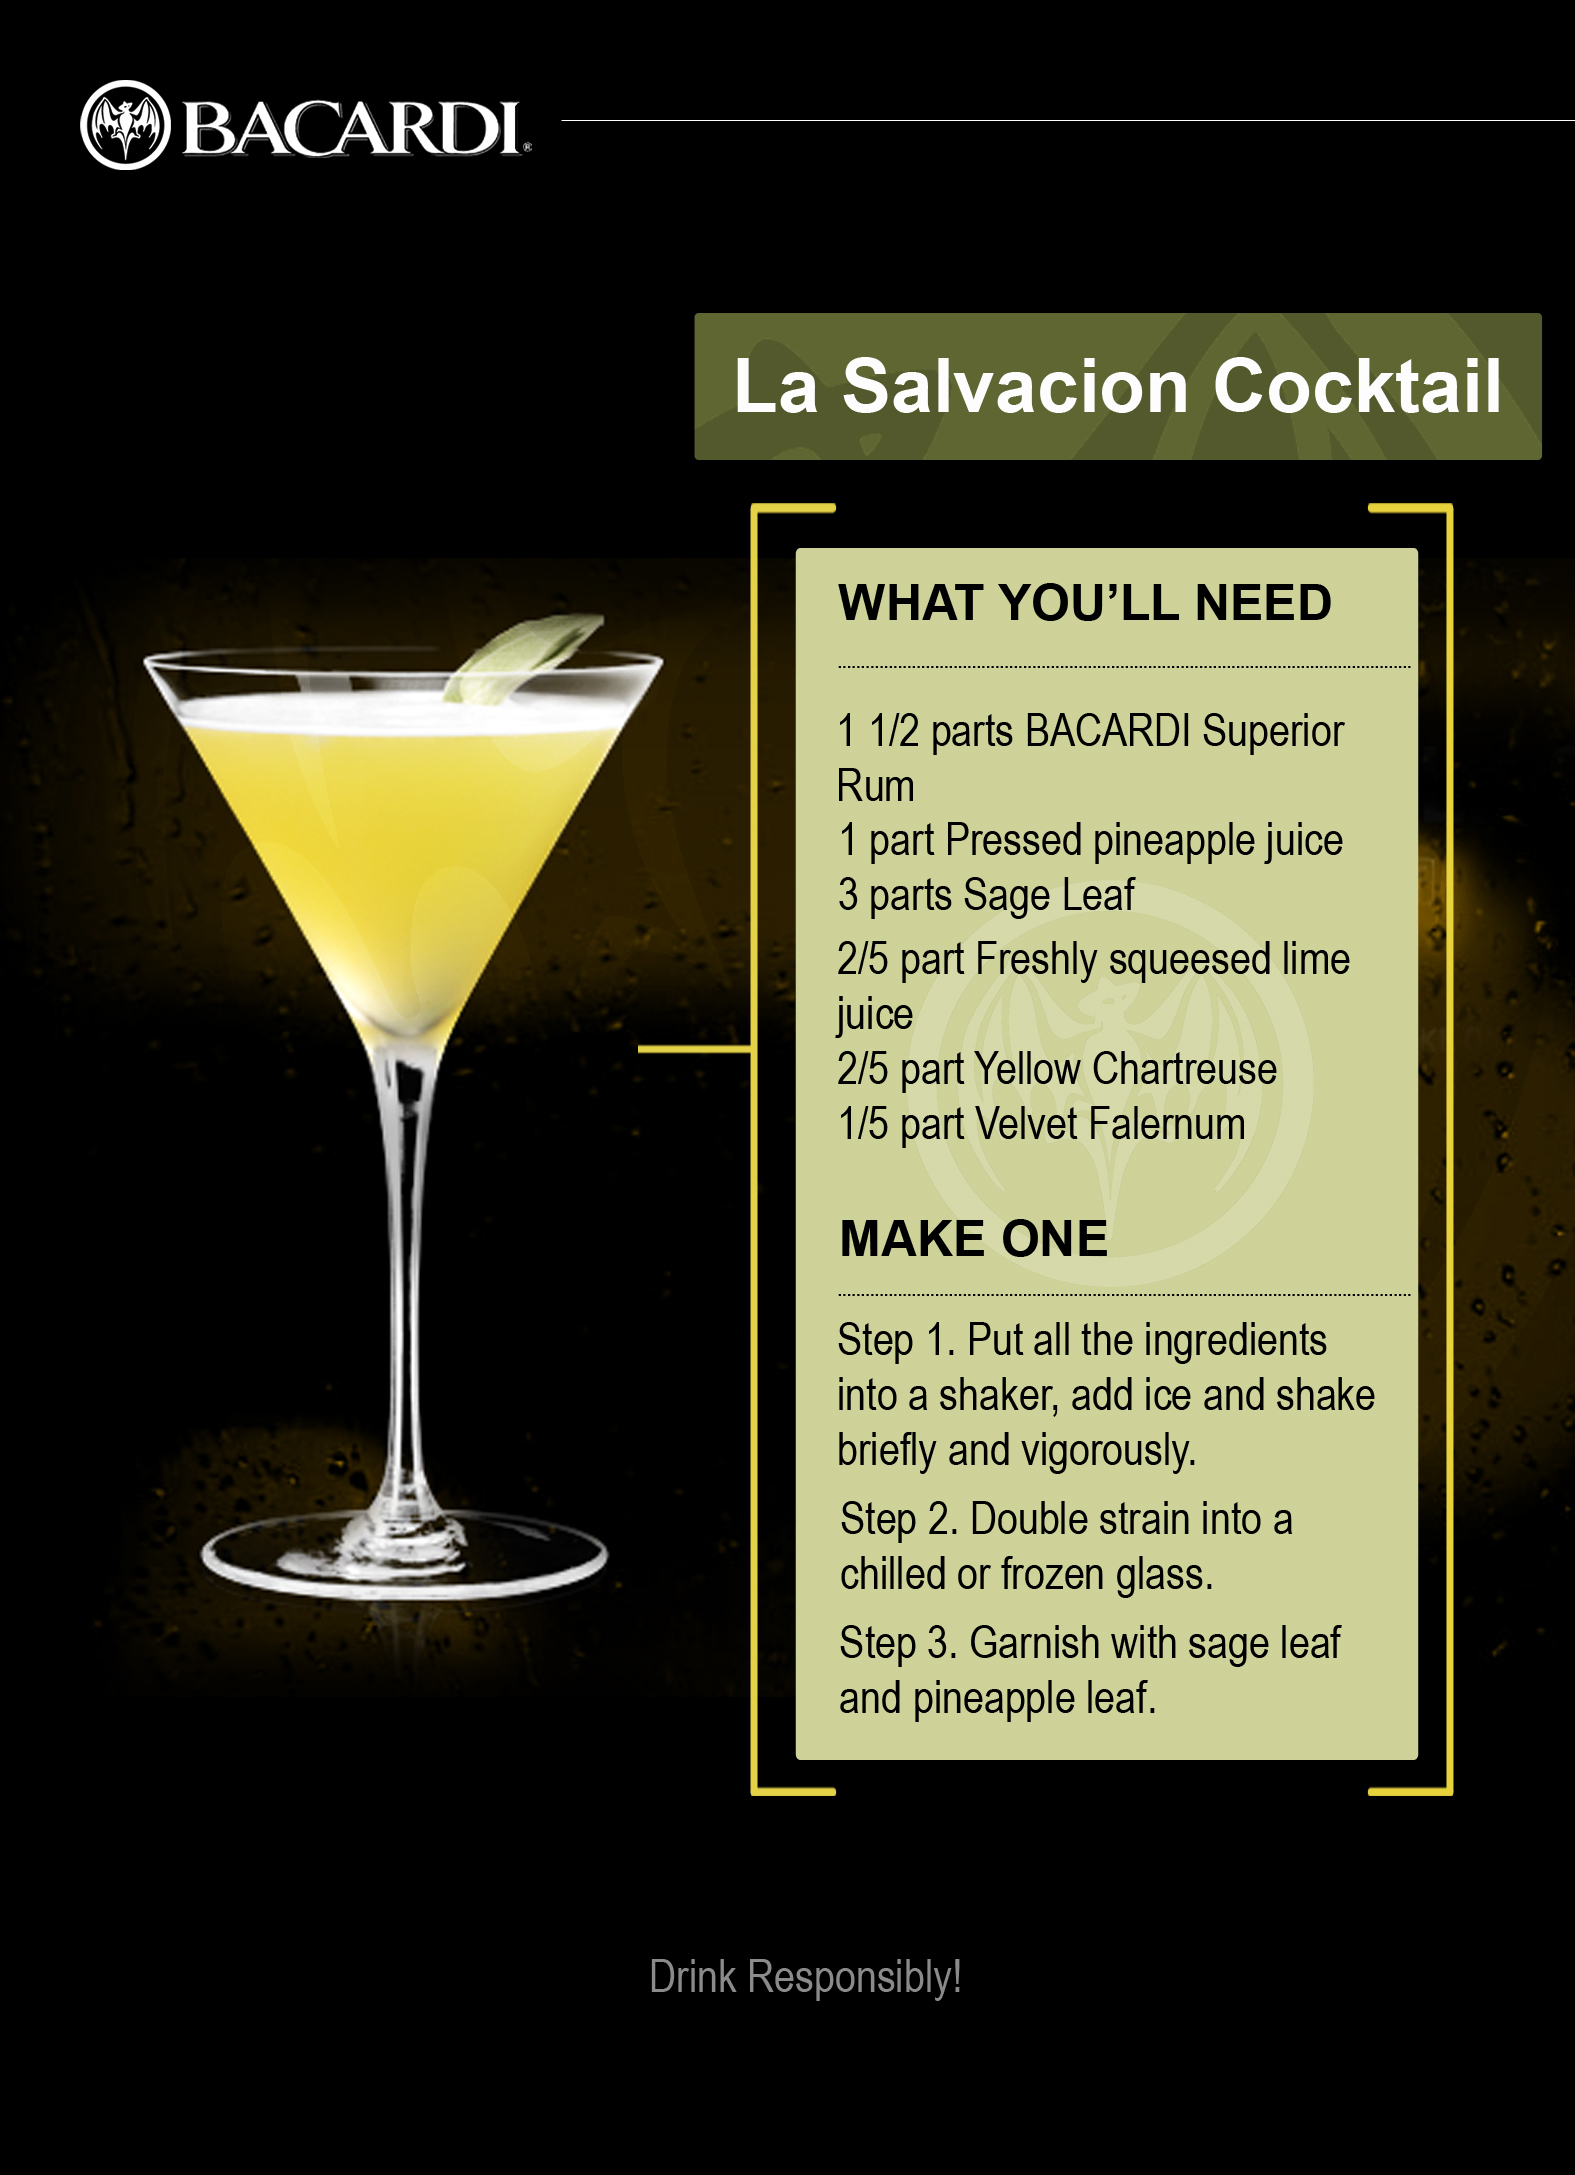 BACARDI®
La Salvacion Cocktail
WHAT YOU’LL NEED
1 1/2 parts BACARDI Superior
Rum
1 part Pressed pineapple juice
3 parts Sage Leaf
2/5 part Freshly squeesed lime
juice
2/5 part Yellow Chartreuse
1/5 part Velvet Falernum
MAKE ONE
Step 1. Put all the ingredients
into a shaker, add ice and shake
briefly and vigorously.
Step 2. Double strain into a
chilled or frozen glass.
Step 3. Garnish with sage leaf
and pineapple leaf.
Drink Responsibly!